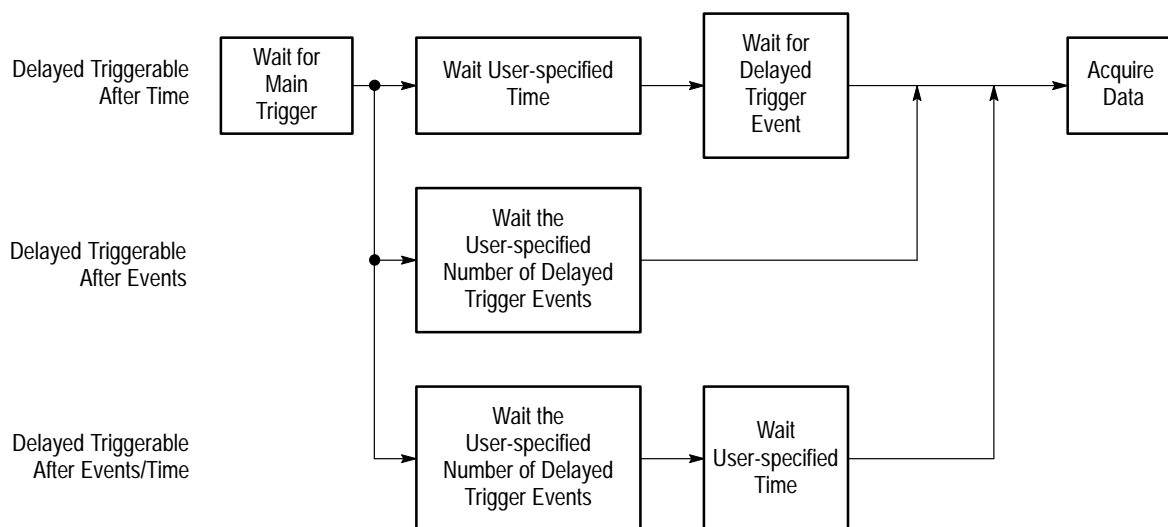 Delayed Triggerable
After Time
Wait for
Main
Trigger
Wait User-specified
Time
Wait for
Delayed
Trigger
Event
Acquire
Data
Delayed Triggerable
After Events
Wait the
User-specified
Number of Delayed
Trigger Events
Delayed Triggerable
After Events/Time
Wait the
User-specified
Number of Delayed
Trigger Events
Wait
User-specified
Time